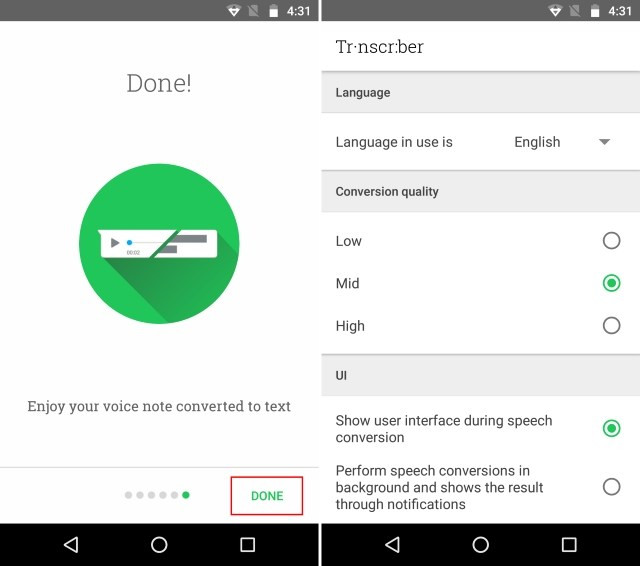 4:31
Done!
00:02
Enjoy your voice note converted to text
DONE
4:31
Tr·nscr:ber
Language
Language in use is English
Conversion quality
Low
Mid
High
UI
Show user interface during speech
conversion
Perform speech conversions in
background and shows the result
through notifications